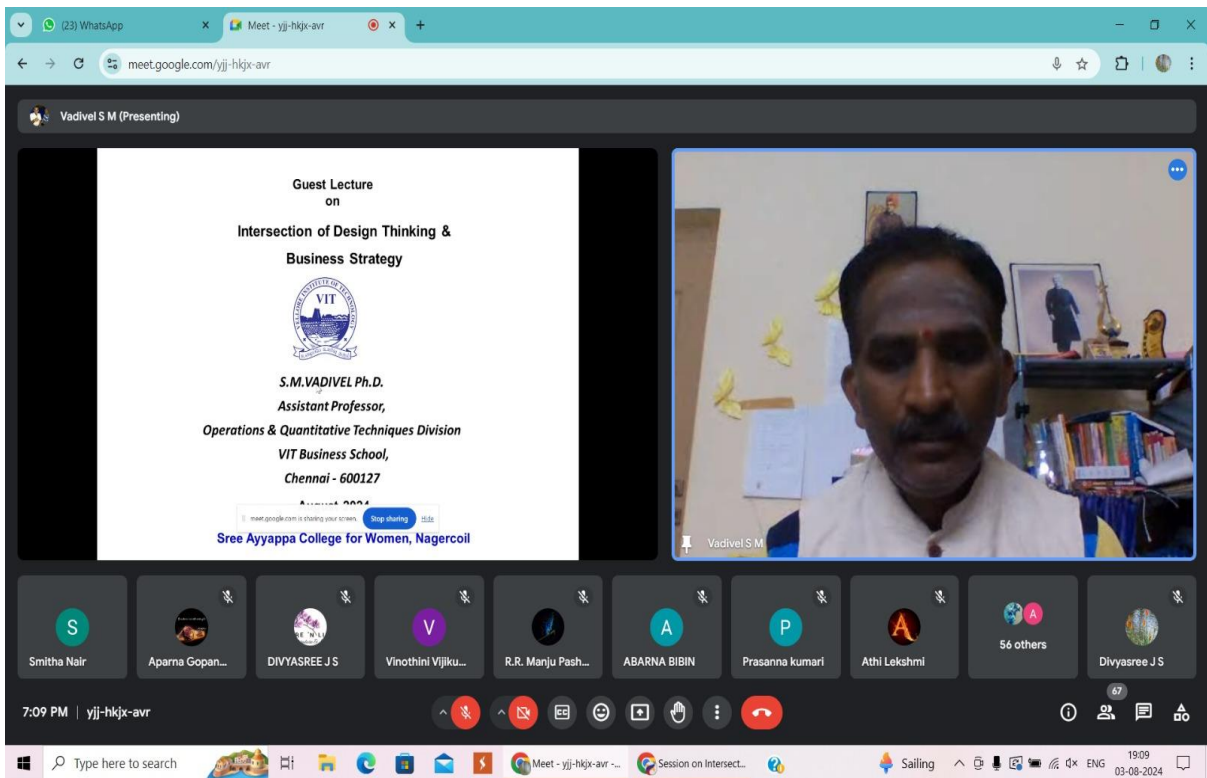 (23) WhatsApp
Meet - yjj-hkjx-avr
meet.google.com/yjj-hkjx-avr
Vadivel S M (Presenting)
Guest Lecture
on
Intersection of Design Thinking &
Business Strategy
VIT
S.M.VADIVEL Ph.D.
Assistant Professor,
Operations & Quantitative Techniques Division
VIT Business School,
Chennai - 600127
August 2024
meet.google.com is sharing your screen. Stop sharing Hide
Sree Ayyappa College for Women, Nagercoil
Vadivel S M
S
Smitha Nair
Aparna Gopan...
DIVYASREE J S
V
Vinothini Vijiku...
R.R. Manju Pash...
A
ABARNA BIBIN
P
Prasanna kumari
Athi Lekshmi
A
56 others
Divyasree J S
7:09 PM | yjj-hkjx-avr
67
Type here to search
Meet - yjj-hkjx-avr -...
Session on Intersect...
Sailing
ENG
19:09
03-08-2024